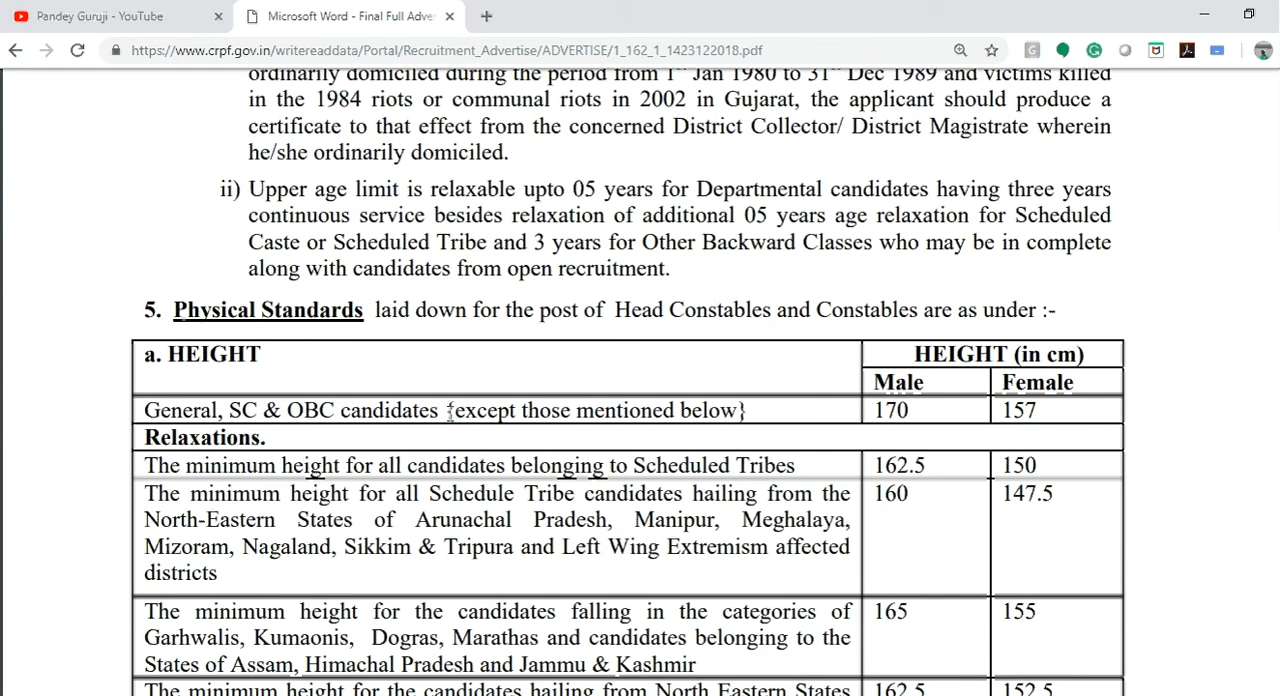 Pandey Guruji - YouTube
Microsoft Word - Final Full Adve
https://www.crpf.gov.in/writereaddata/Portal/Recruitment_Advertise/ADVERTISE/1_162_1_1423122018.pdf
ordinarily domiciled during the period from 1st Jan 1980 to 31st Dec 1989 and victims killed
in the 1984 riots or communal riots in 2002 in Gujarat, the applicant should produce a
certificate to that effect from the concerned District Collector/ District Magistrate wherein
he/she ordinarily domiciled.
ii) Upper age limit is relaxable upto 05 years for Departmental candidates having three years
continuous service besides relaxation of additional 05 years age relaxation for Scheduled
Caste or Scheduled Tribe and 3 years for Other Backward Classes who may be in complete
along with candidates from open recruitment.
5. Physical Standards laid down for the post of Head Constables and Constables are as under :-
a. HEIGHT HEIGHT (in cm)
Male Female
General, SC & OBC candidates {except those mentioned below} 170 157
Relaxations.
The minimum height for all candidates belonging to Scheduled Tribes 162.5 150
The minimum height for all Schedule Tribe candidates hailing from the 160 147.5
North-Eastern States of Arunachal Pradesh, Manipur, Meghalaya,
Mizoram, Nagaland, Sikkim & Tripura and Left Wing Extremism affected
districts
The minimum height for the candidates falling in the categories of 165 155
Garhwalis, Kumaonis, Dogras, Marathas and candidates belonging to the
States of Assam, Himachal Pradesh and Jammu & Kashmir
The minimum height for the candidates hailing from North Eastern States 162.5 152.5